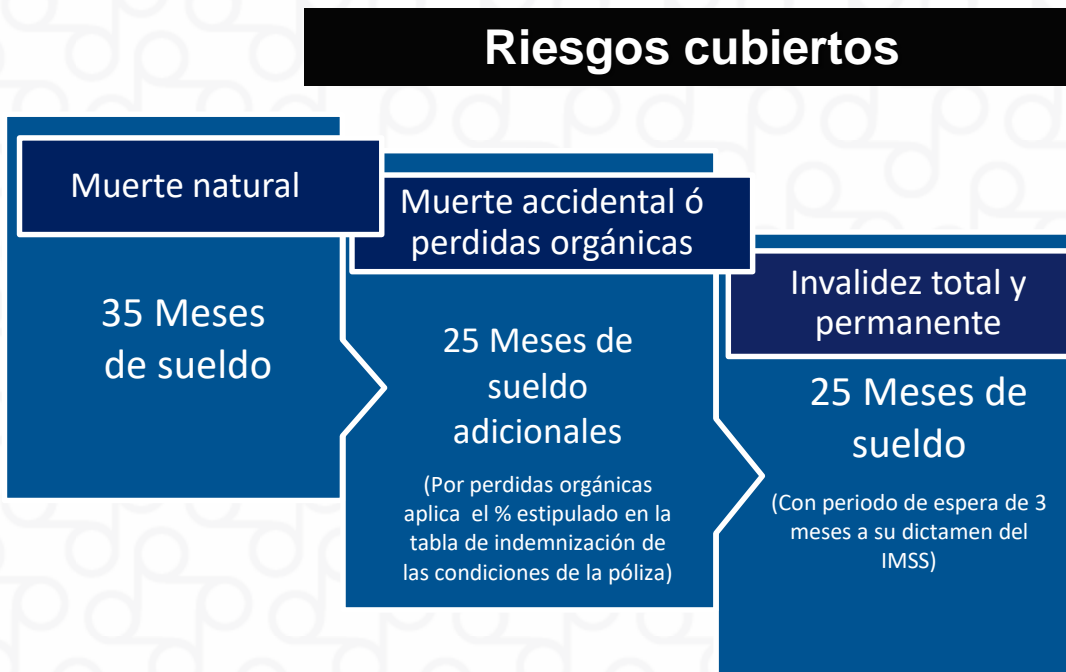 Riesgos cubiertos
Muerte natural
35 Meses
de sueldo
Muerte accidental ó
perdidas orgánicas
25 Meses de
sueldo
adicionales
(Por perdidas orgánicas
aplica el % estipulado en la
tabla de indemnización de
las condiciones de la póliza)
Invalidez total y
permanente
25 Meses de
sueldo
(Con periodo de espera de 3
meses a su dictamen del
IMSS)